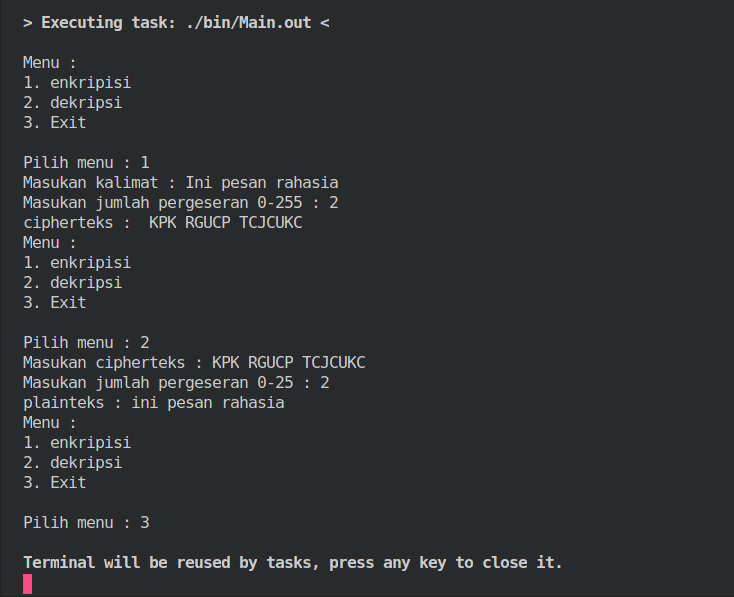 > Executing task: ./bin/Main.out <
Menu :
1. enkripisi
2. dekripsi
3. Exit
Pilih menu : 1
Masukan kalimat : Ini pesan rahasia
Masukan jumlah pergeseran 0-255 : 2
cipherteks :  KPK RGUCP TCJCUKC
Menu :
1. enkripisi
2. dekripsi
3. Exit
Pilih menu : 2
Masukan cipherteks : KPK RGUCP TCJCUKC
Masukan jumlah pergeseran 0-25 : 2
plainteks : ini pesan rahasia
Menu :
1. enkripisi
2. dekripsi
3. Exit
Pilih menu : 3
Terminal will be reused by tasks, press any key to close it.